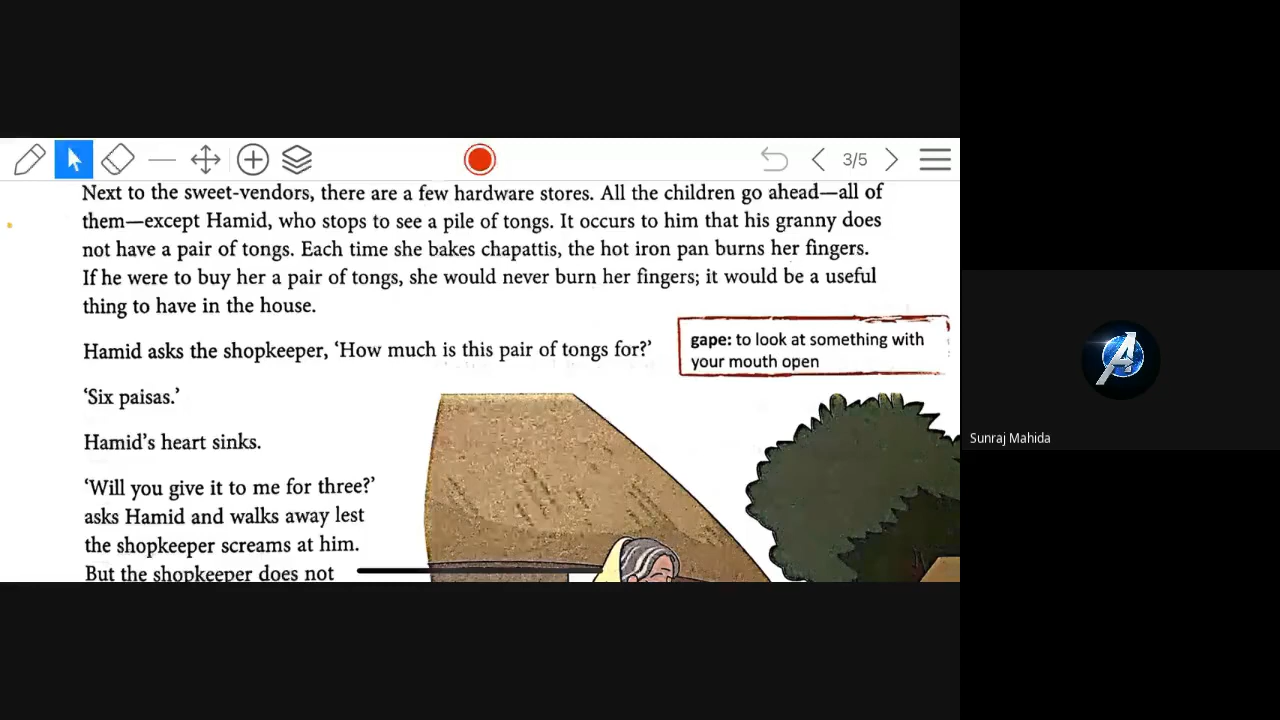 3/5
Next to the sweet-vendors, there are a few hardware stores. All the children go ahead—all of
them—except Hamid, who stops to see a pile of tongs. It occurs to him that his granny does
not have a pair of tongs. Each time she bakes chapattis, the hot iron pan burns her fingers.
If he were to buy her a pair of tongs, she would never burn her fingers; it would be a useful
thing to have in the house.
gape: to look at something with
your mouth open
Hamid asks the shopkeeper, ‘How much is this pair of tongs for?’
‘Six paisas.’
Hamid’s heart sinks.
‘Will you give it to me for three?’
asks Hamid and walks away lest
the shopkeeper screams at him.
But the shopkeeper does not
Sunraj Mahida